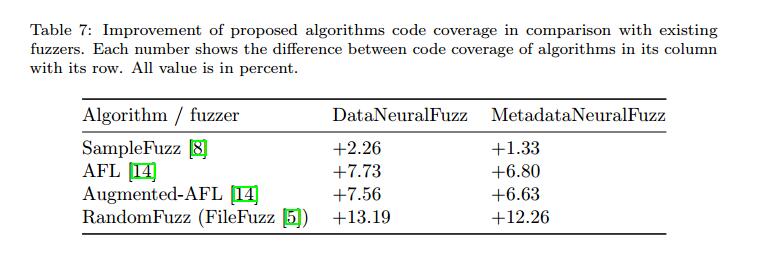 Table 7: Improvement of proposed algorithms code coverage in comparison with existing
fuzzers. Each number shows the difference between code coverage of algorithms in its column
with its row. All value is in percent.
Algorithm / fuzzer DataNeuralFuzz MetadataNeuralFuzz
SampleFuzz [8] +2.26 +1.33
AFL [14] +7.73 +6.80
Augmented-AFL [14] +7.56 +6.63
RandomFuzz (FileFuzz [5]) +13.19 +12.26